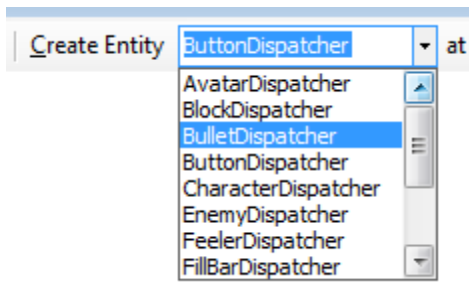 Create Entity ButtonDispatcher at
AvatarDispatcher
BlockDispatcher
BulletDispatcher
ButtonDispatcher
CharacterDispatcher
EnemyDispatcher
FeelerDispatcher
FillBarDispatcher